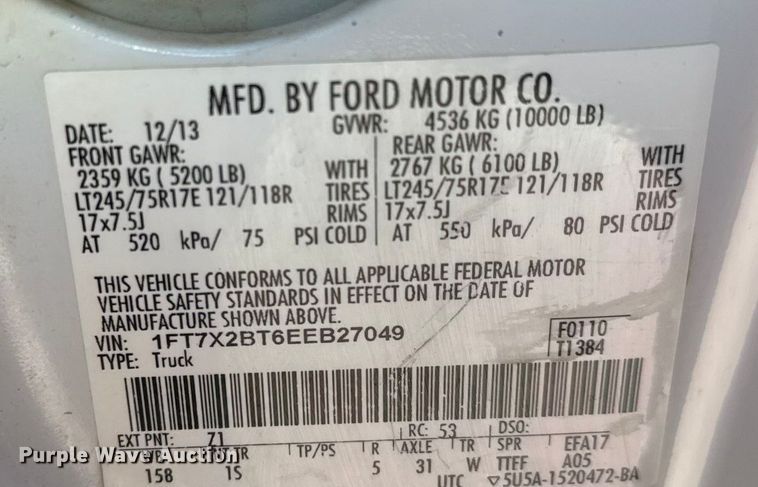 MFD. BY FORD MOTOR CO.
DATE: 12/13 GVWR: 4536 KG (10000 LB)
FRONT GAWR: REAR GAWR:
2359 KG ( 5200 LB) WITH 2767 KG ( 6100 LB) WITH
LT245/75R17E 121/118R TIRES LT245/75R17E 121/118R TIRES
17x7.5J RIMS 17x7.5J RIMS
AT 520 kPa/ 75 PSI COLD AT 550 kPa/ 80 PSI COLD
THIS VEHICLE CONFORMS TO ALL APPLICABLE FEDERAL MOTOR
VEHICLE SAFETY STANDARDS IN EFFECT ON THE DATE OF
MANUFACTURE SHOWN ABOVE.
VIN: 1FT7X2BT6EEB27049 F0110
TYPE: Truck T1384
EXT PNT: 71 RC: 53 DSO:
TP/PS R AXLE TR SPR EFA17
158 1S 5 31 W TTFF A05
UTC ▽5U5A-1520472-BA
Purple Wave Auction